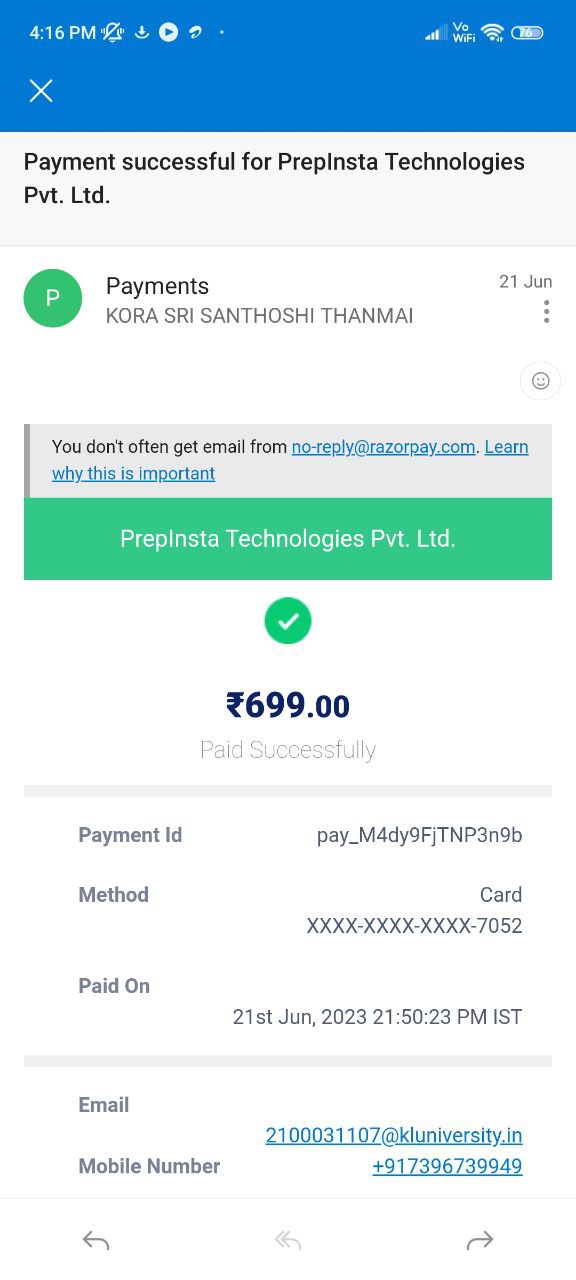 4:16 PM
Vo
WiFi
76
Payment successful for PrepInsta Technologies
Pvt. Ltd.
P
Payments
21 Jun
KORA SRI SANTHOSHI THANMAI
You don't often get email from no-reply@razorpay.com. Learn
why this is important
PrepInsta Technologies Pvt. Ltd.
₹699.00
Paid Successfully
Payment Id pay_M4dy9FjTNP3n9b
Method Card
XXXX-XXXX-XXXX-7052
Paid On
21st Jun, 2023 21:50:23 PM IST
Email
2100031107@kluniversity.in
Mobile Number +917396739949